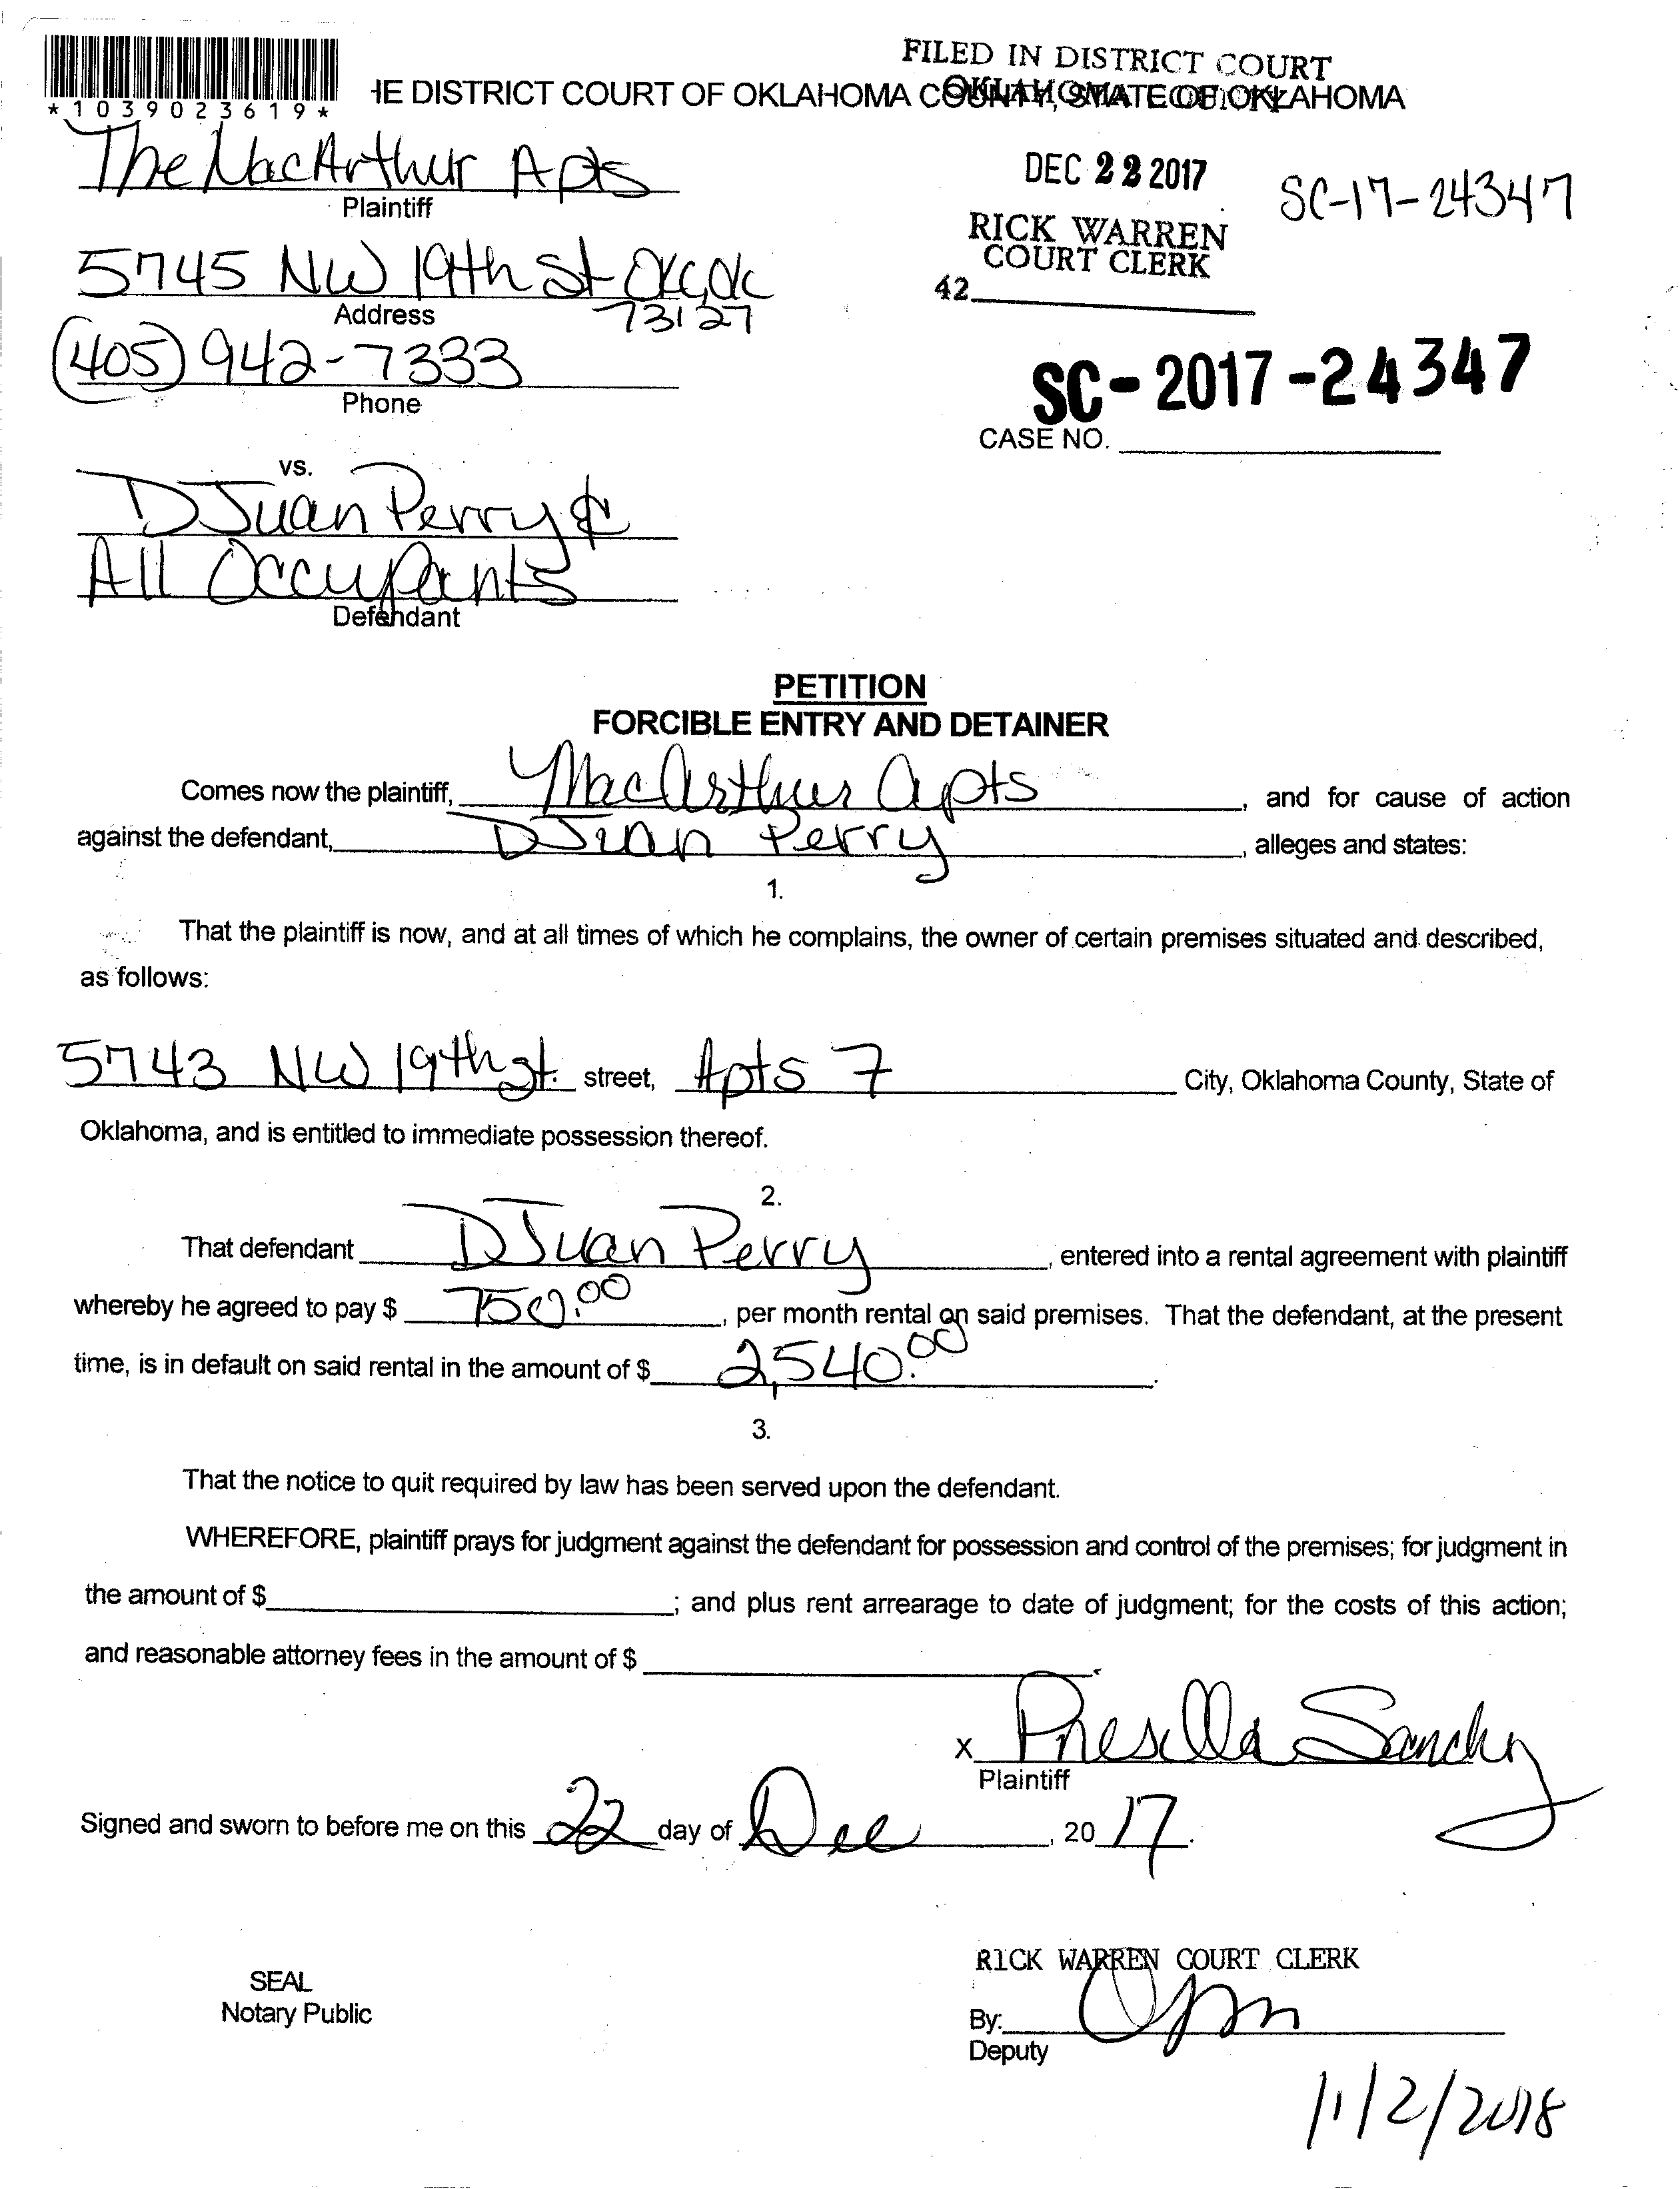 FILED IN DISTRICT COURT
*1039023619*
HE DISTRICT COURT OF OKLAHOMA COUNTY, STATE OF OKLAHOMA
The MacArthur Apts
Plaintiff
DEC 22 2017
SC-17-24347
RICK WARREN
COURT CLERK
42
5745 NW 19th St OKC, OK
Address
73127
(405) 942-7333
Phone
SC-2017-24347
CASE NO.
vs.
DJuan Perry &
All Occupants
Defendant
PETITION
FORCIBLE ENTRY AND DETAINER
Comes now the plaintiff, MacArthur Apts, and for cause of action
against the defendant, DJuan Perry, alleges and states:
1.
That the plaintiff is now, and at all times of which he complains, the owner of certain premises situated and described,
as follows:
5743 NW 19th st. street, Apts 7 City, Oklahoma County, State of
Oklahoma, and is entitled to immediate possession thereof.
2.
That defendant DJuan Perry, entered into a rental agreement with plaintiff
whereby he agreed to pay $ 750.00, per month rental on said premises. That the defendant, at the present
time, is in default on said rental in the amount of $ 2,540.00.
3.
That the notice to quit required by law has been served upon the defendant.
WHEREFORE, plaintiff prays for judgment against the defendant for possession and control of the premises; for judgment in
the amount of $; and plus rent arrearage to date of judgment; for the costs of this action;
and reasonable attorney fees in the amount of $.
x Presilla Sanchez
Plaintiff
Signed and sworn to before me on this 22 day of Dec, 20 17.
RICK WARREN COURT CLERK
SEAL
Notary Public
By:
Deputy